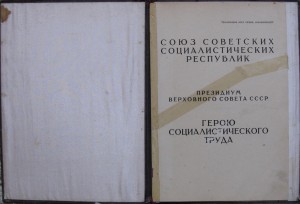 СОЮЗ СОВЕТСКИХ
СОЦИАЛИСТИЧЕСКИХ
РЕСПУБЛИК
ПРЕЗИДИУМ
ВЕРХОВНОГО СОВЕТА СССР
ГЕРОЮ
СОЦИАЛИСТИЧЕСКОГО
ТРУДА